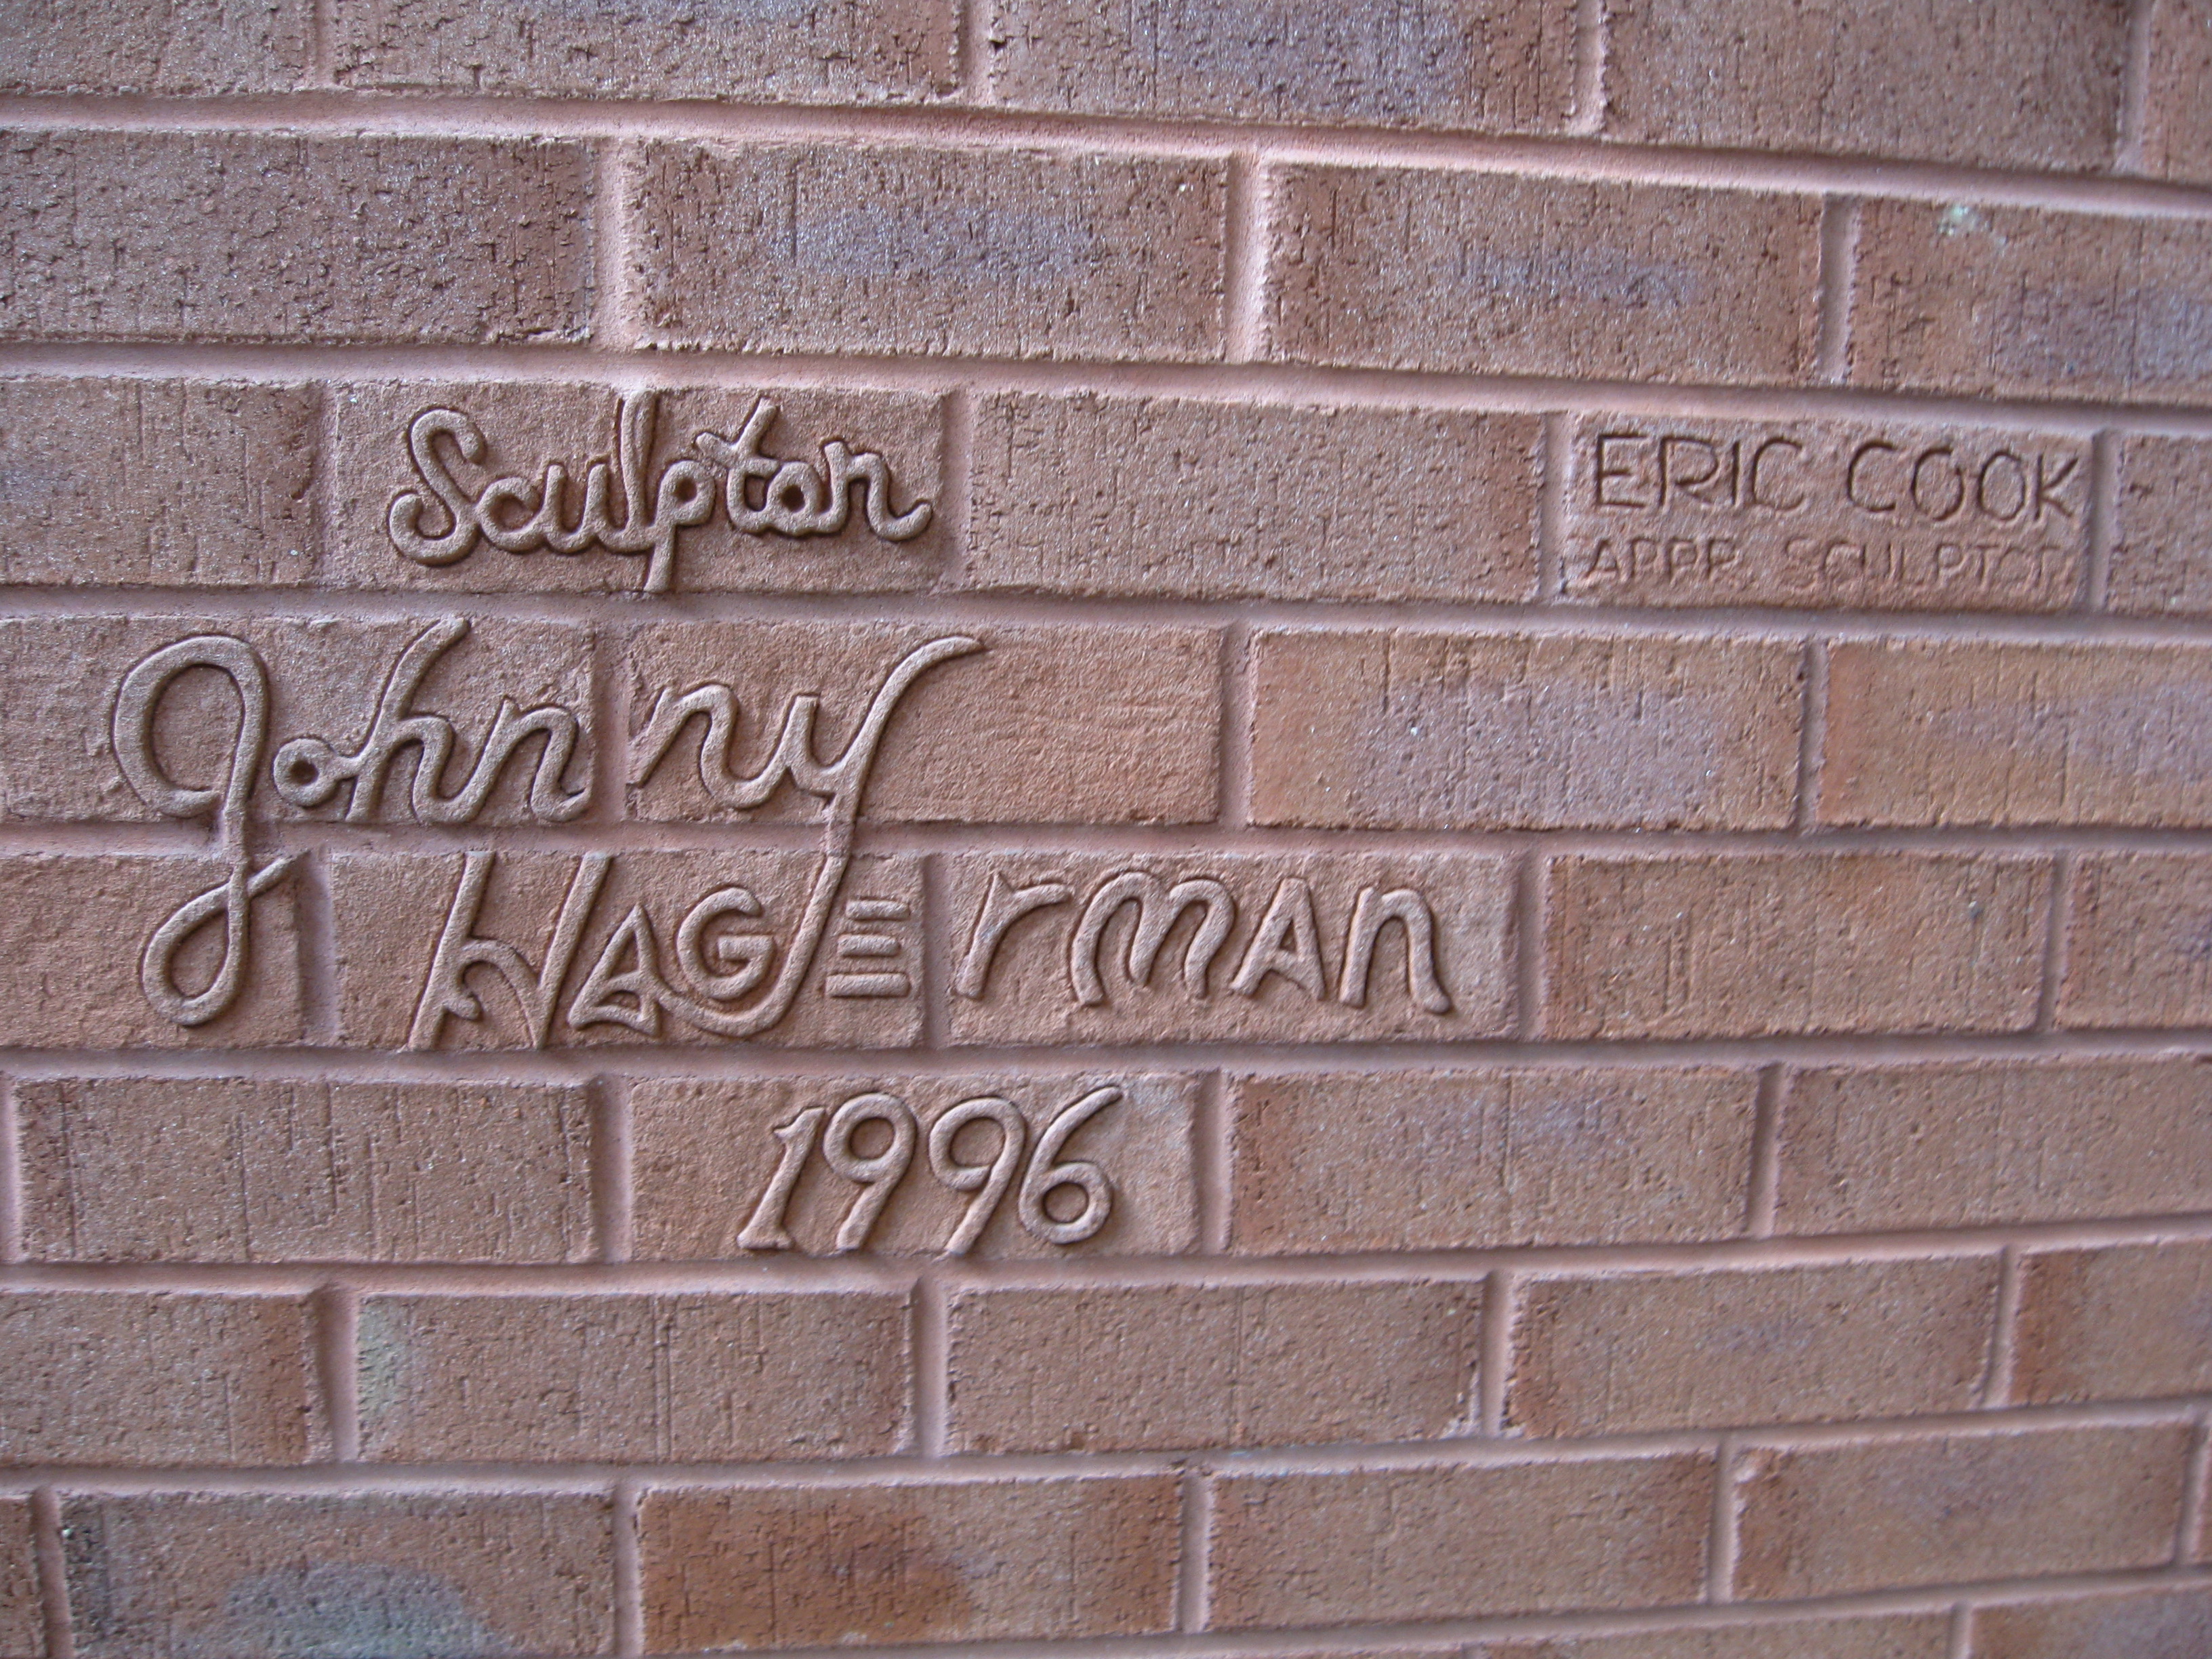 Sculptor
Johnny
HAGErMAn
1996
ERIC COOK
APPR. SCULPTOR